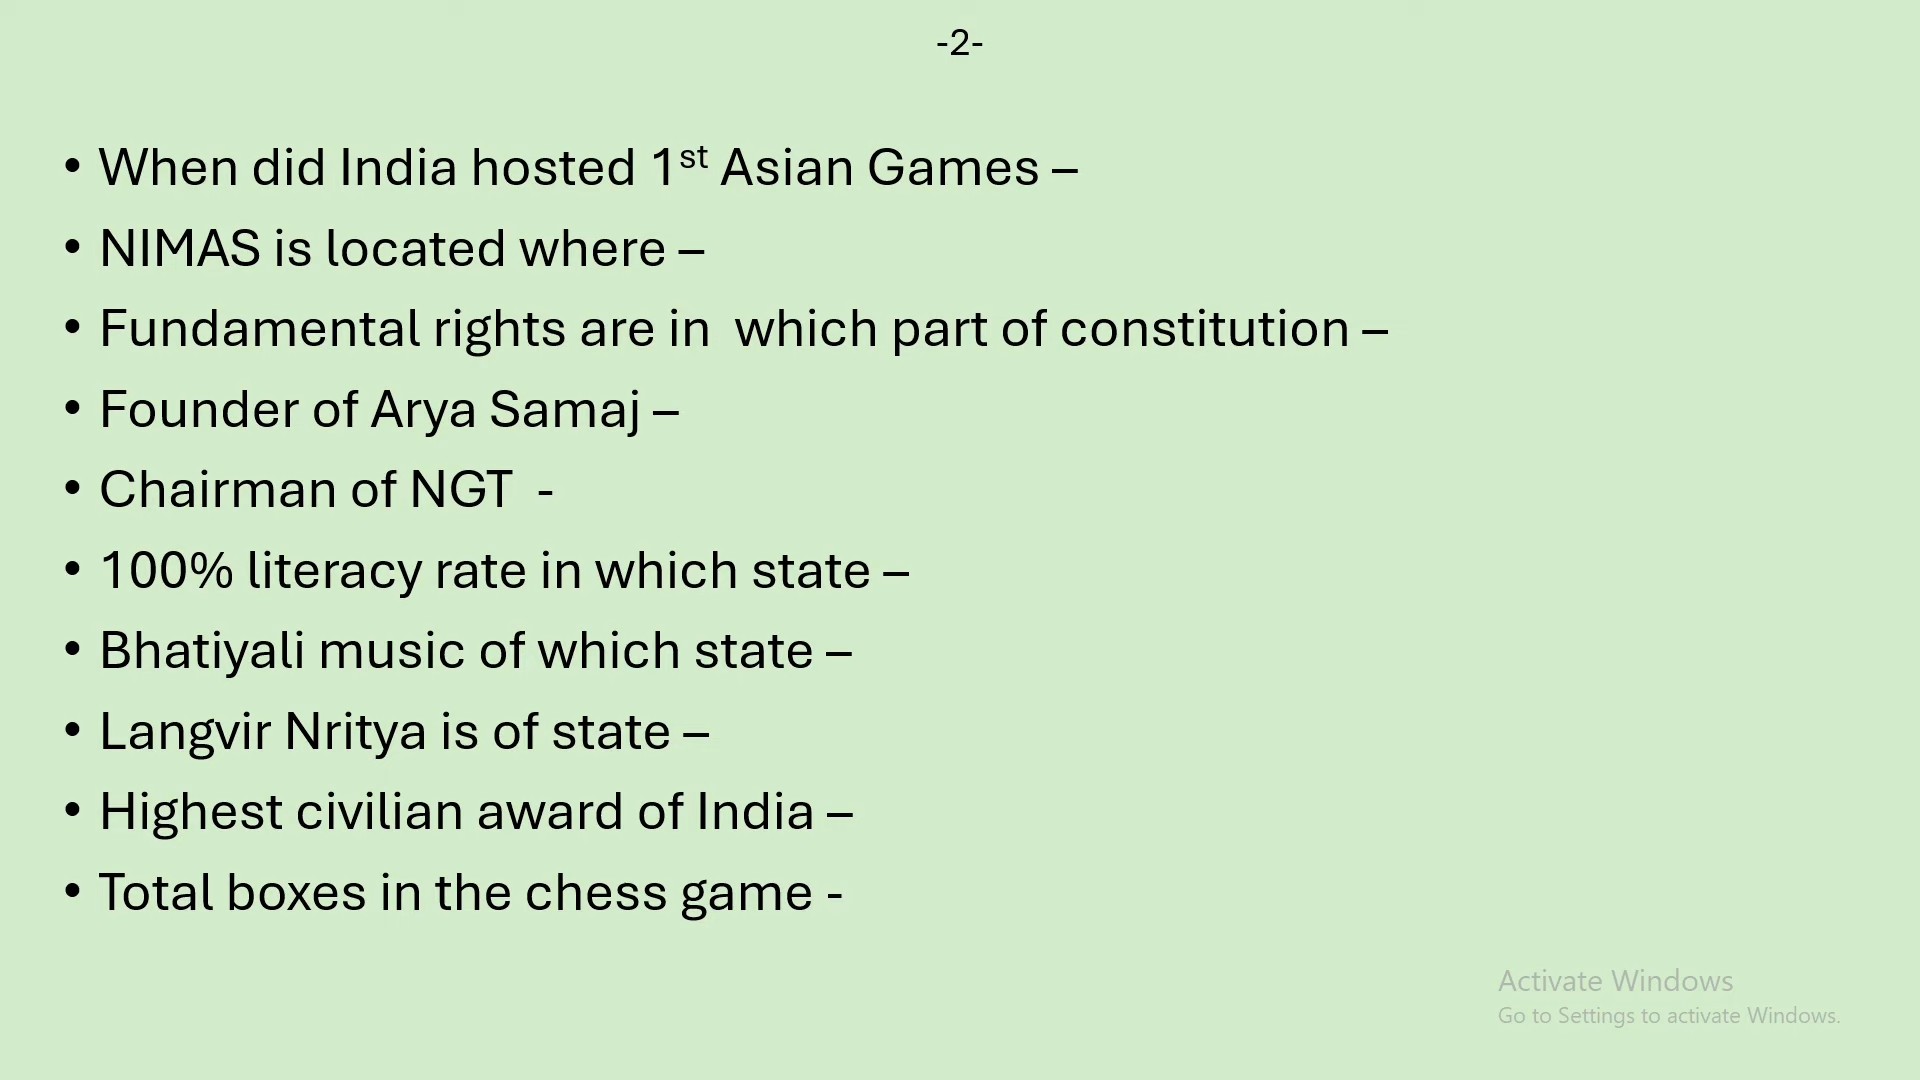 -2-
• When did India hosted 1st Asian Games –
• NIMAS is located where –
• Fundamental rights are in  which part of constitution –
• Founder of Arya Samaj –
• Chairman of NGT  -
• 100% literacy rate in which state –
• Bhatiyali music of which state –
• Langvir Nritya is of state –
• Highest civilian award of India –
• Total boxes in the chess game -
Activate Windows
Go to Settings to activate Windows.